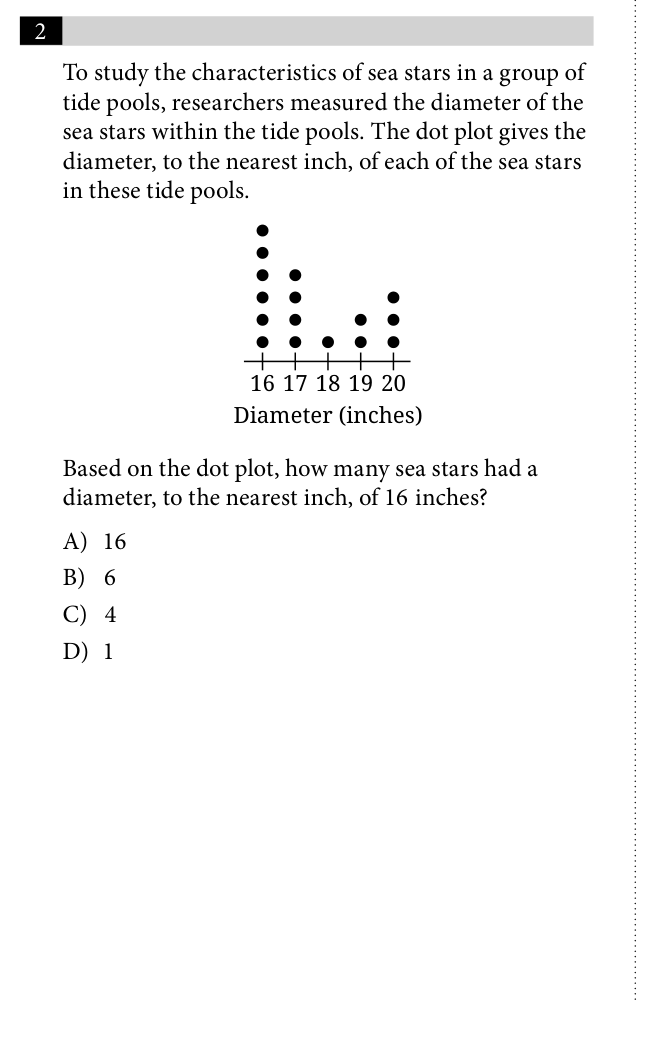 2
To study the characteristics of sea stars in a group of
tide pools, researchers measured the diameter of the
sea stars within the tide pools. The dot plot gives the
diameter, to the nearest inch, of each of the sea stars
in these tide pools.
16 17 18 19 20
Diameter (inches)
Based on the dot plot, how many sea stars had a
diameter, to the nearest inch, of 16 inches?
A) 16
B) 6
C) 4
D) 1